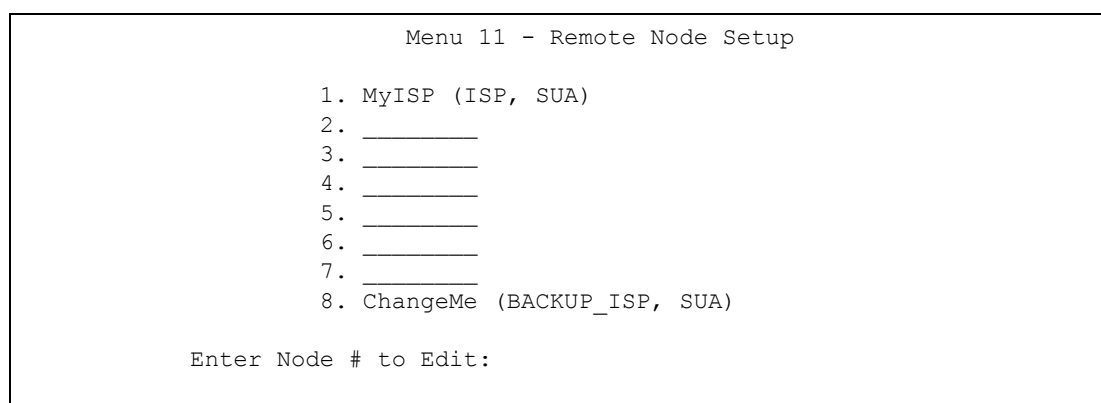 Menu 11 - Remote Node Setup
1. MyISP (ISP, SUA)
2. ________
3. ________
4. ________
5. ________
6. ________
7. ________
8. ChangeMe (BACKUP_ISP, SUA)
Enter Node # to Edit: